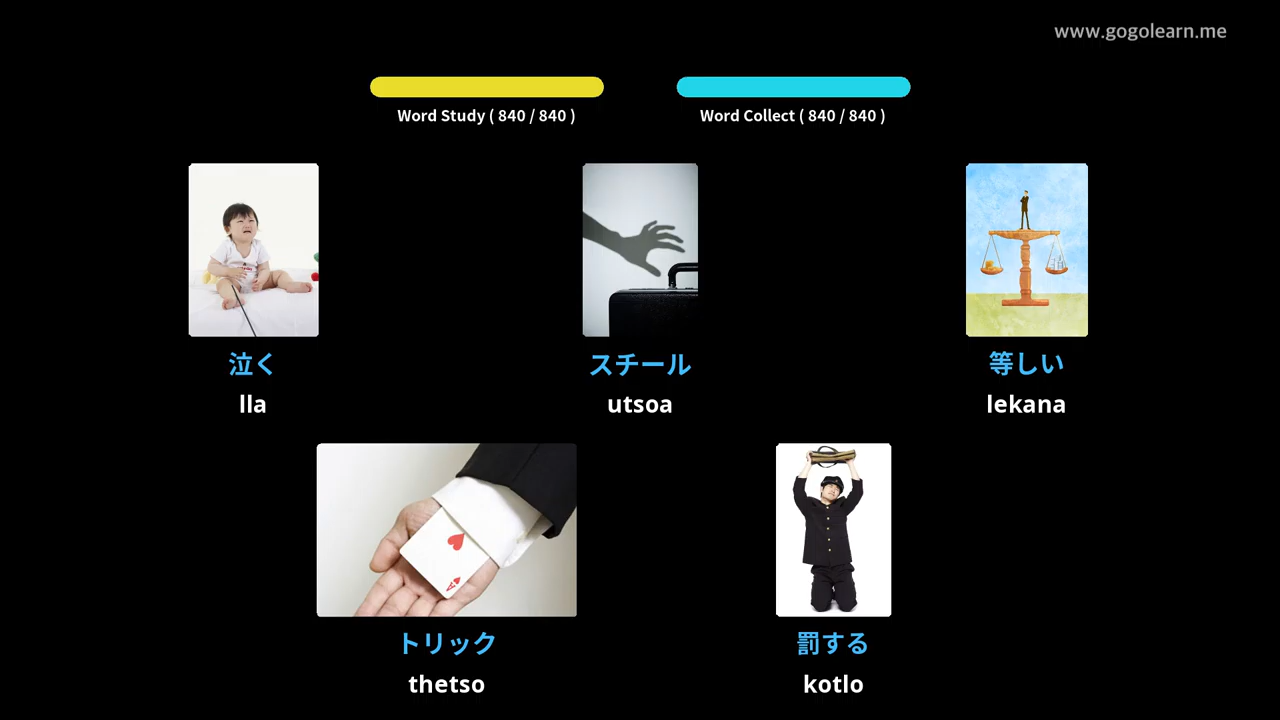 www.gogolearn.me
Word Study ( 840 / 840 )
Word Collect ( 840 / 840 )
泣く
スチール
等しい
lla
utsoa
lekana
トリック
罰する
thetso
kotlo